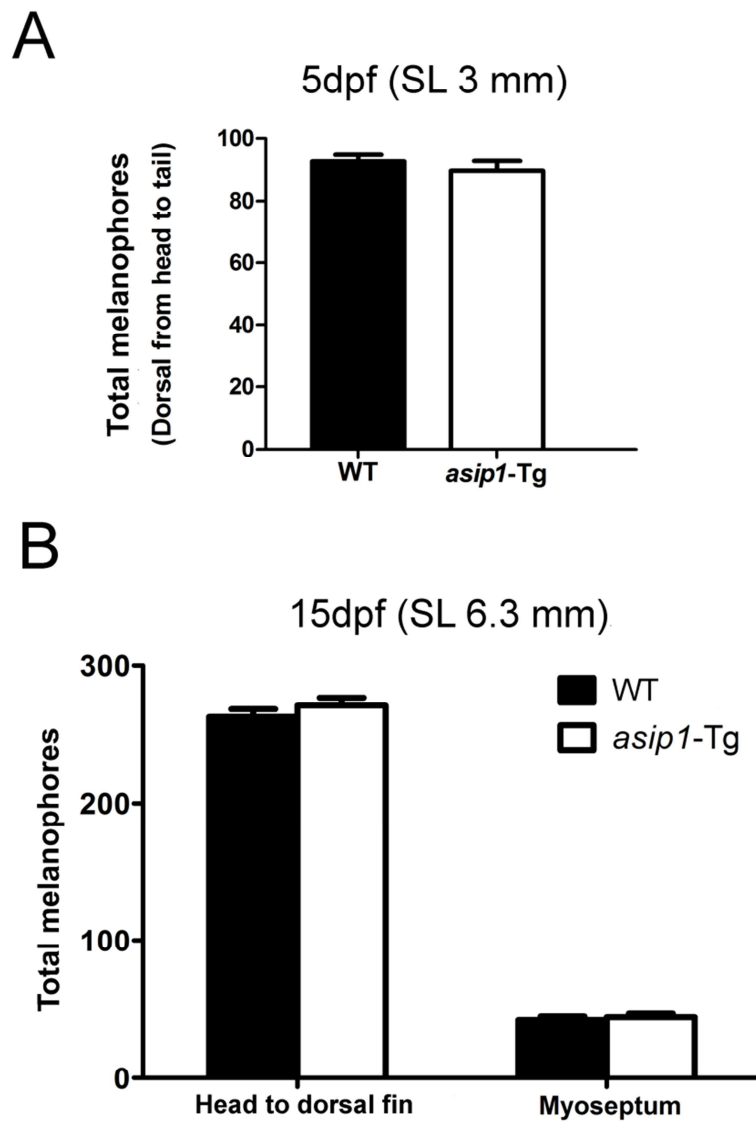 A
5dpf (SL 3 mm)
Total melanophores
(Dorsal from head to tail)
100
80
60
40
20
0
WT
asip1-Tg
B
15dpf (SL 6.3 mm)
Total melanophores
300
200
100
0
WT
asip1-Tg
Head to dorsal fin
Myoseptum